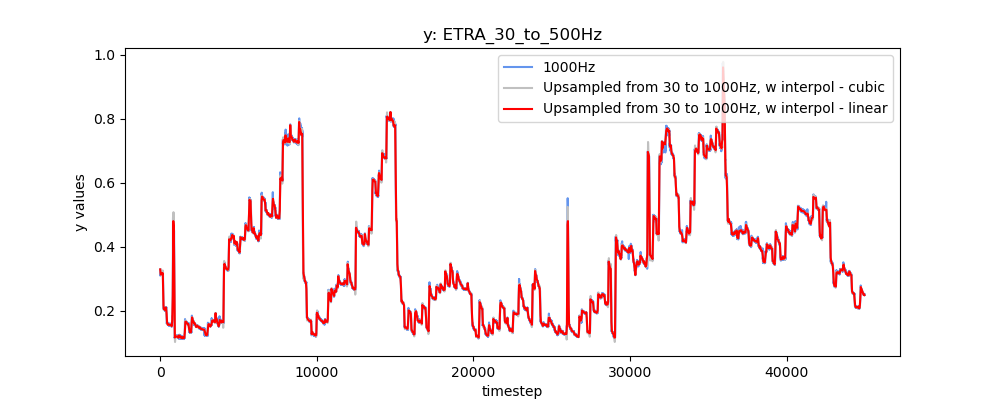 y: ETRA_30_to_500Hz
1000Hz
Upsampled from 30 to 1000Hz, w interpol - cubic
Upsampled from 30 to 1000Hz, w interpol - linear
1.0
0.8
0.6
0.4
0.2
y values
0
10000
20000
30000
40000
timestep